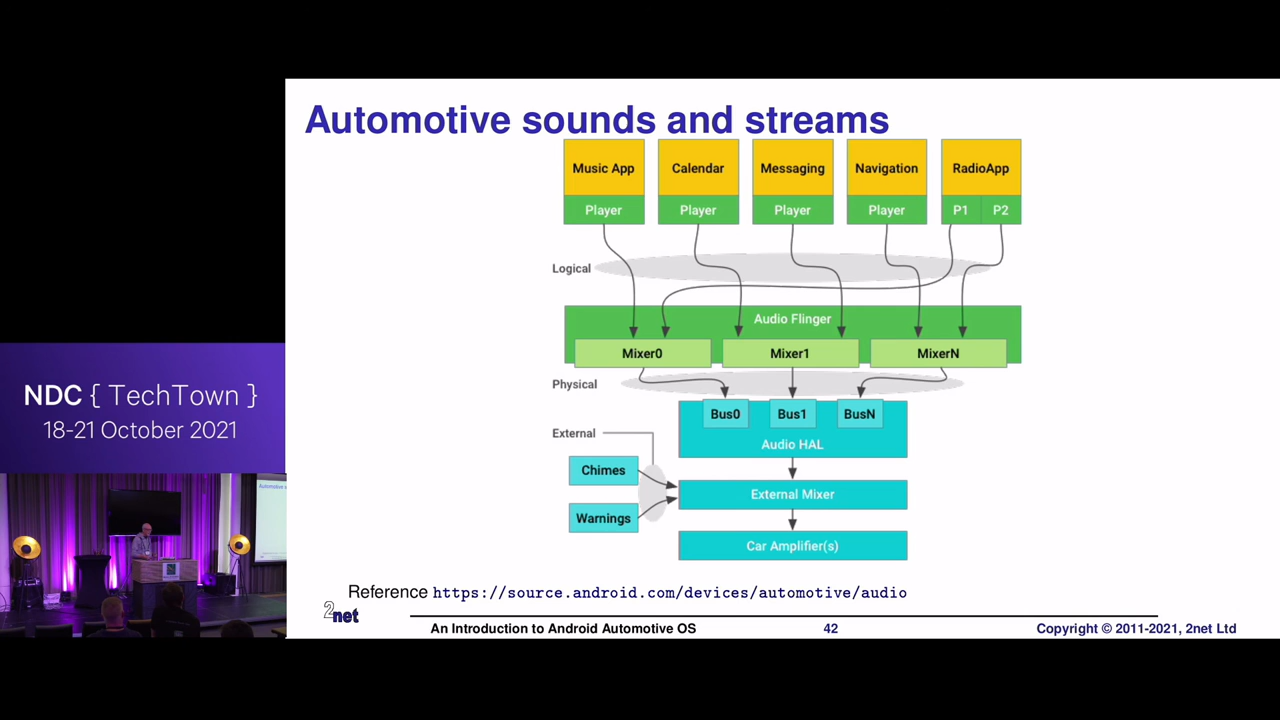 Automotive sounds and streams
Music App
Calendar
Messaging
Navigation
RadioApp
Player
Player
Player
Player
P1
P2
Logical
Audio Flinger
Mixer0
Mixer1
MixerN
Physical
Bus0
Bus1
BusN
Audio HAL
External
Chimes
Warnings
External Mixer
Car Amplifier(s)
Reference https://source.android.com/devices/automotive/audio
2net
An Introduction to Android Automotive OS
42
Copyright © 2011-2021, 2net Ltd
NDC { TechTown }
18-21 October 2021